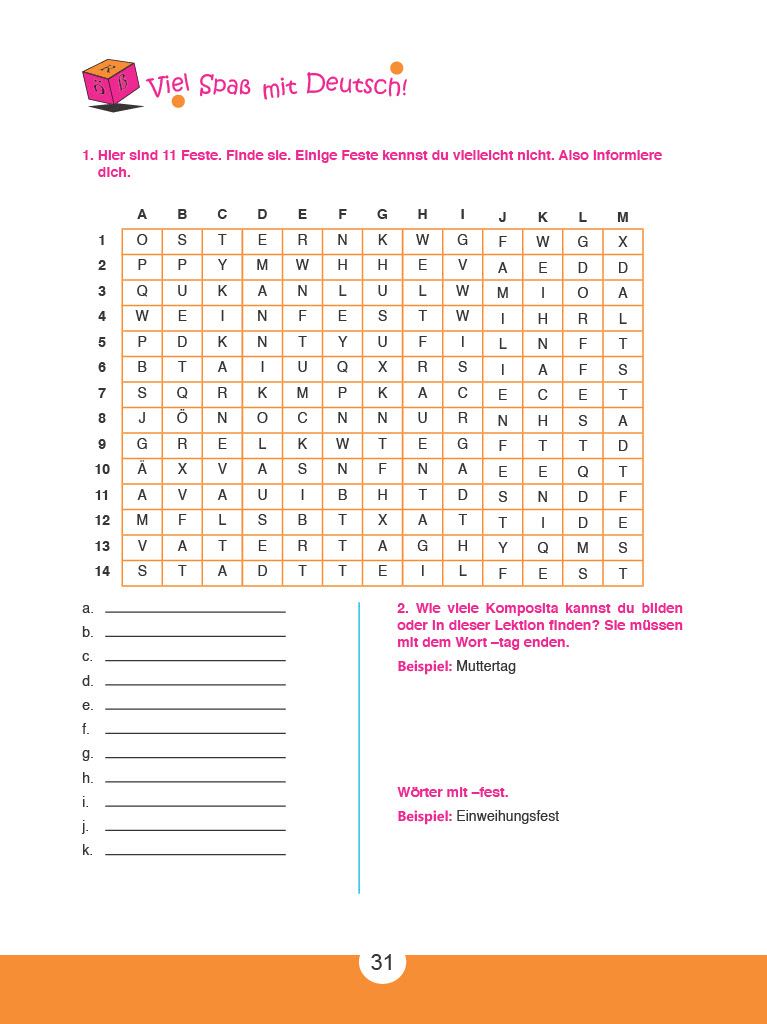 R
Ö
ß
Viel Spaß mit Deutsch!
1. Hier sind 11 Feste. Finde sie. Einige Feste kennst du vielleicht nicht. Also informiere
dich.
A B C D E F G H I J K L M
1 O S T E R N K W G F W G X
2 P P Y M W H H E V A E D D
3 Q U K A N L U L W M I O A
4 W E I N F E S T W I H R L
5 P D K N T Y U F I L N F T
6 B T A I U Q X R S I A F S
7 S Q R K M P K A C E C E T
8 J Ö N O C N N U R N H S A
9 G R E L K W T E G F T T D
10 Ä X V A S N F N A E E Q T
11 A V A U I B H T D S N D F
12 M F L S B T X A T T I D E
13 V A T E R T A G H Y Q M S
14 S T A D T T E I L F E S T
a.
b.
c.
d.
e.
f.
g.
h.
i.
j.
k.
2. Wie viele Komposita kannst du bilden
oder in dieser Lektion finden? Sie müssen
mit dem Wort –tag enden.
Beispiel: Muttertag
Wörter mit –fest.
Beispiel: Einweihungsfest
31